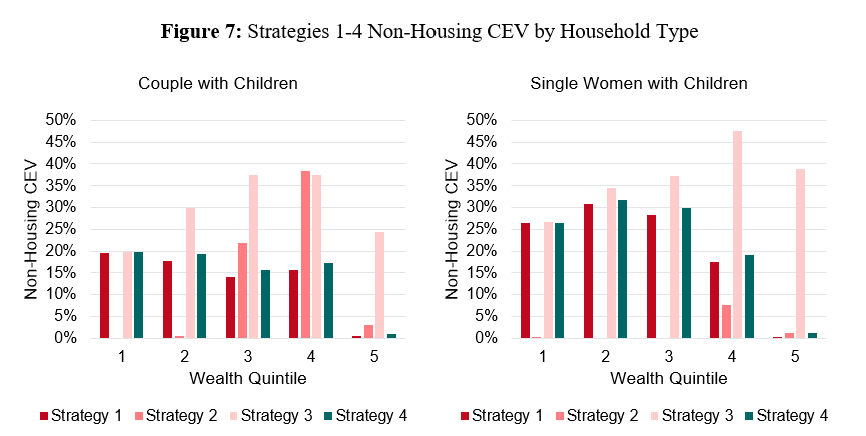 Figure 7: Strategies 1-4 Non-Housing CEV by Household Type
Couple with Children
Non-Housing CEV
50%
45%
40%
35%
30%
25%
20%
15%
10%
5%
0%
1 2 3 4 5
Wealth Quintile
Strategy 1 Strategy 2 Strategy 3 Strategy 4
Single Women with Children
Non-Housing CEV
50%
45%
40%
35%
30%
25%
20%
15%
10%
5%
0%
1 2 3 4 5
Wealth Quintile
Strategy 1 Strategy 2 Strategy 3 Strategy 4